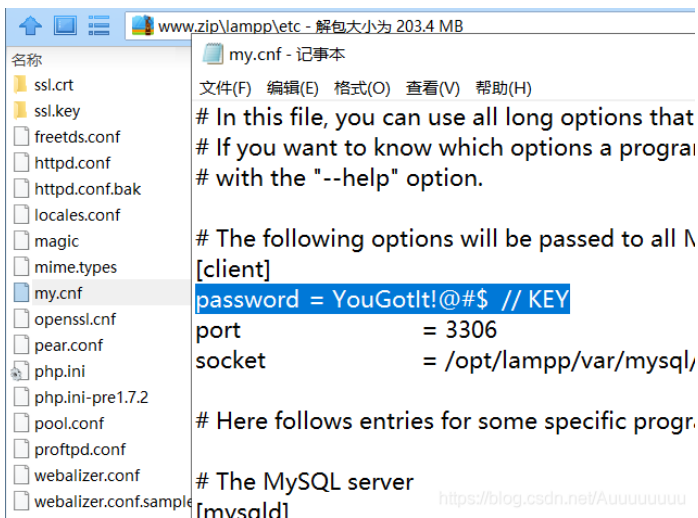 www.zip\lampp\etc - 解包大小为 203.4 MB
名称
ssl.crt
ssl.key
freetds.conf
httpd.conf
httpd.conf.bak
locales.conf
magic
mime.types
my.cnf
openssl.cnf
pear.conf
php.ini
php.ini-pre1.7.2
pool.conf
proftpd.conf
webalizer.conf
webalizer.conf.sample
my.cnf - 记事本
文件(F) 编辑(E) 格式(O) 查看(V) 帮助(H)
# In this file, you can use all long options that
# If you want to know which options a program
# with the "--help" option.
# The following options will be passed to all M
[client]
password = YouGotIt!@#$ // KEY
port = 3306
socket = /opt/lampp/var/mysql/
# Here follows entries for some specific progra
# The MySQL server
[mysqld]
https://blog.csdn.net/Auuuuuuuu